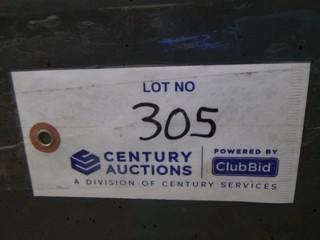 LOT NO
305
CENTURY AUCTIONS
A DIVISION OF CENTURY SERVICES
POWERED BY
ClubBid